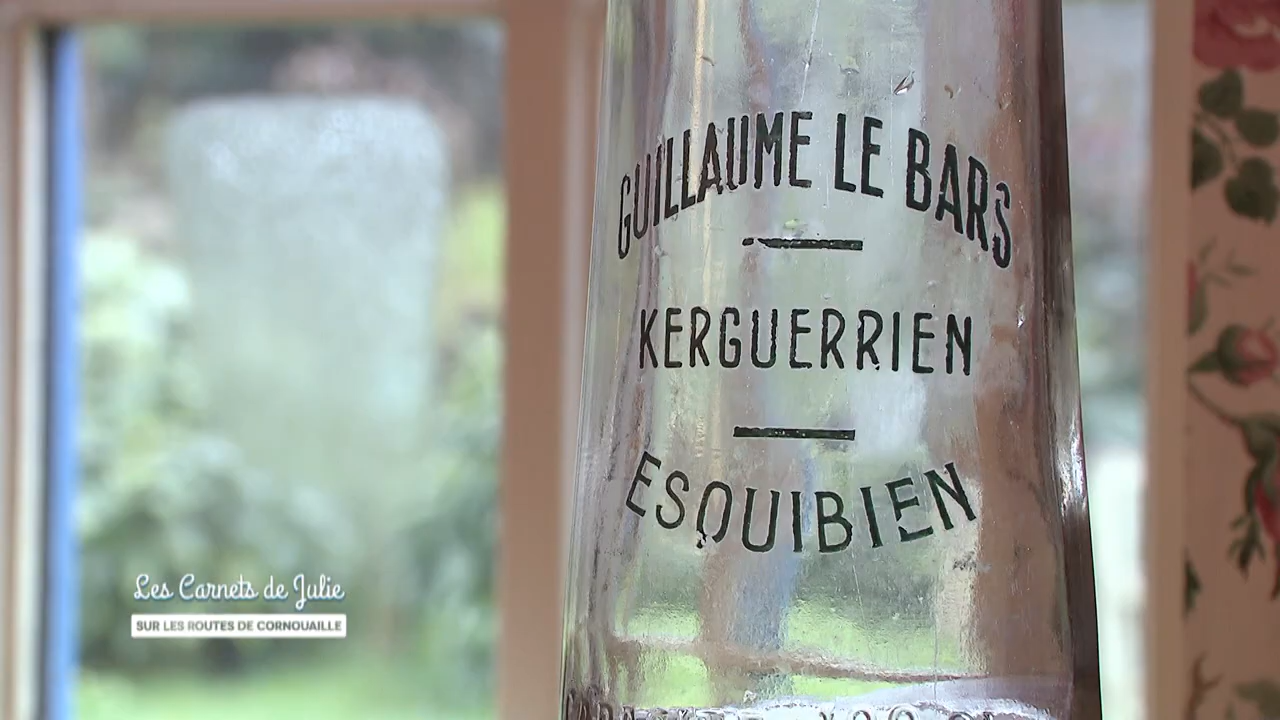 GUILLAUME LE BARS
KERGUERRIEN
ESQUIBIEN
Les Carnets de Julie
SUR LES ROUTES DE CORNOUAILLE